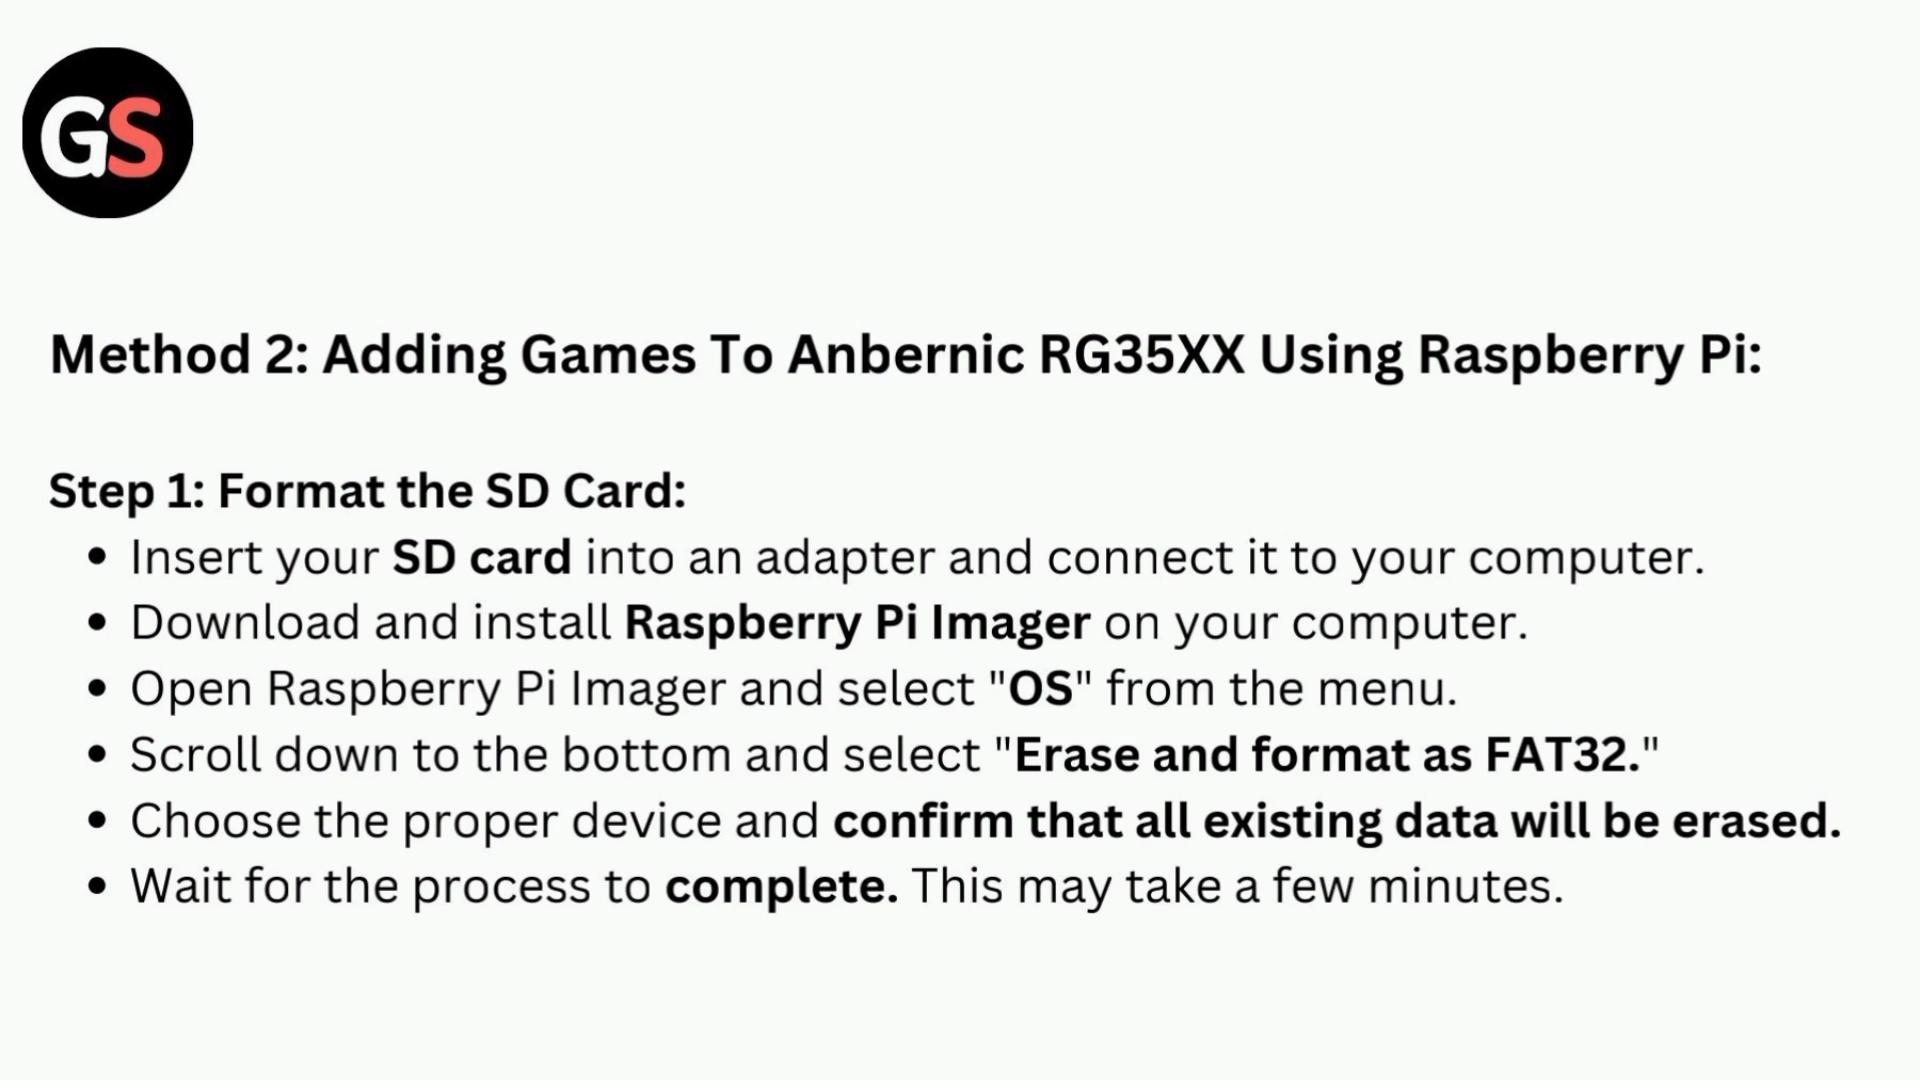 GS
Method 2: Adding Games To Anbernic RG35XX Using Raspberry Pi:
Step 1: Format the SD Card:
• Insert your SD card into an adapter and connect it to your computer.
• Download and install Raspberry Pi Imager on your computer.
• Open Raspberry Pi Imager and select "OS" from the menu.
• Scroll down to the bottom and select "Erase and format as FAT32."
• Choose the proper device and confirm that all existing data will be erased.
• Wait for the process to complete. This may take a few minutes.